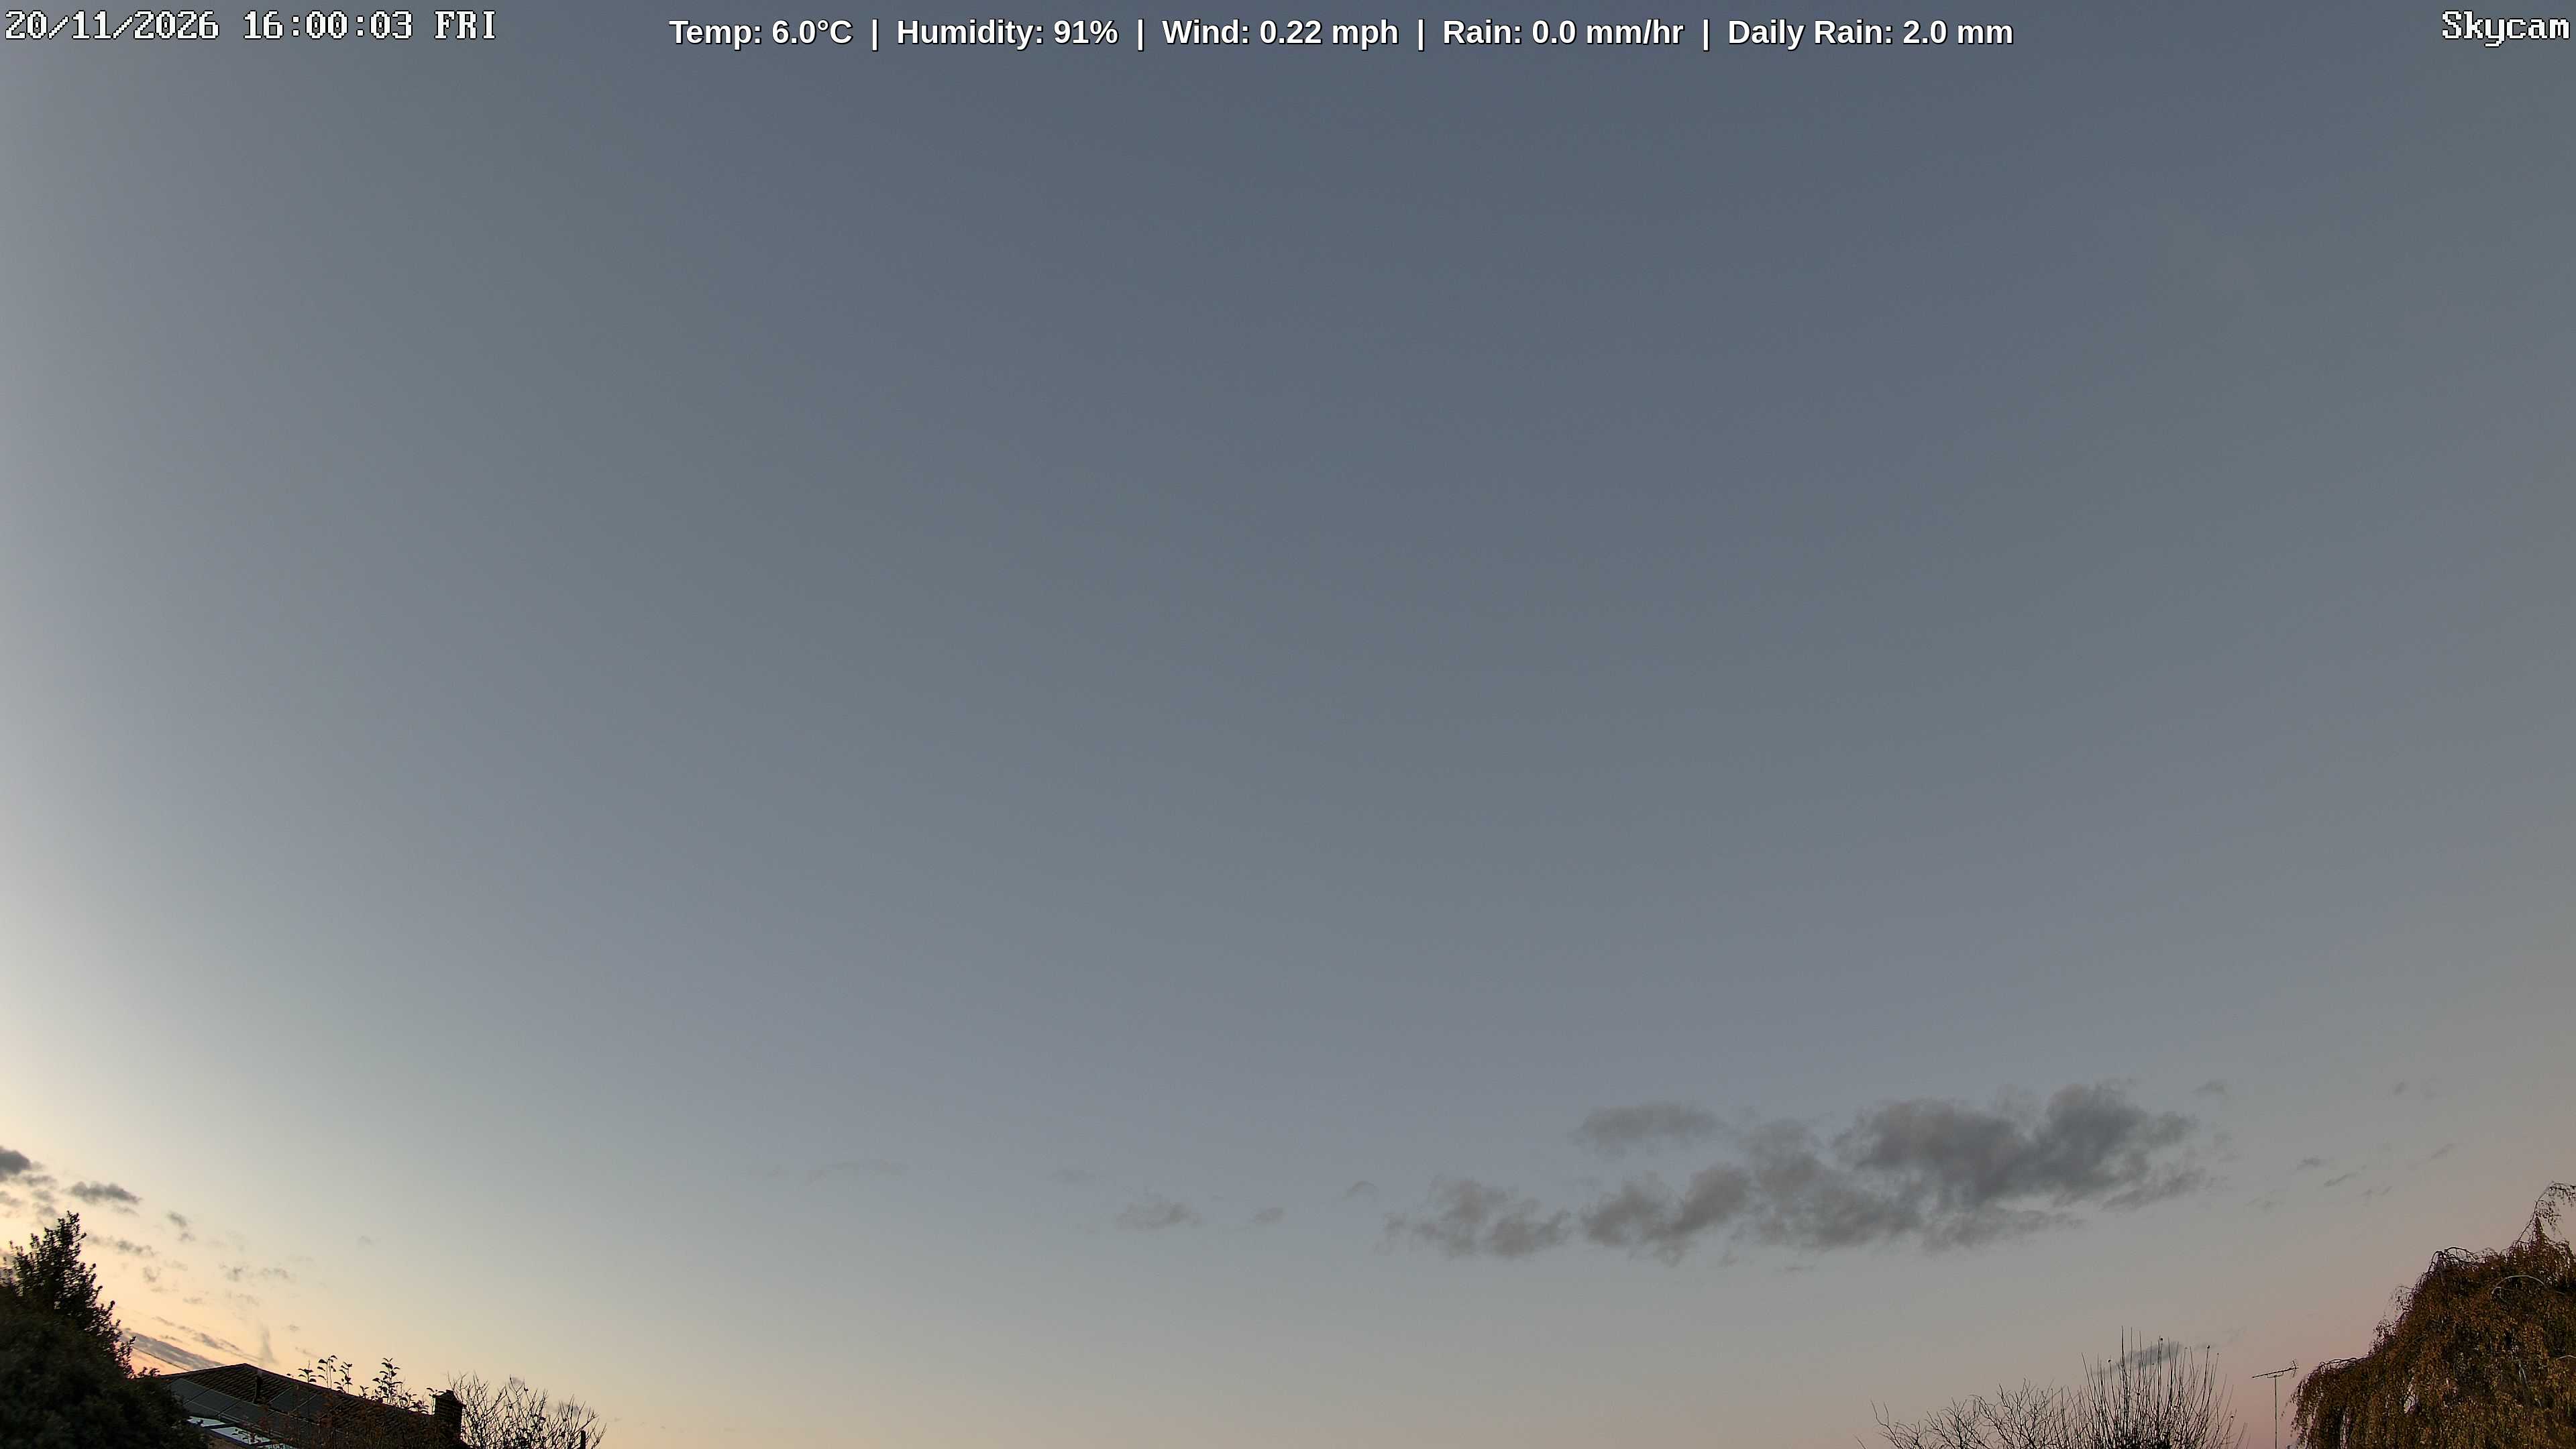 20/11/2026 16:00:03 FRI
Temp: 6.0°C | Humidity: 91% | Wind: 0.22 mph | Rain: 0.0 mm/hr | Daily Rain: 2.0 mm
Skycam